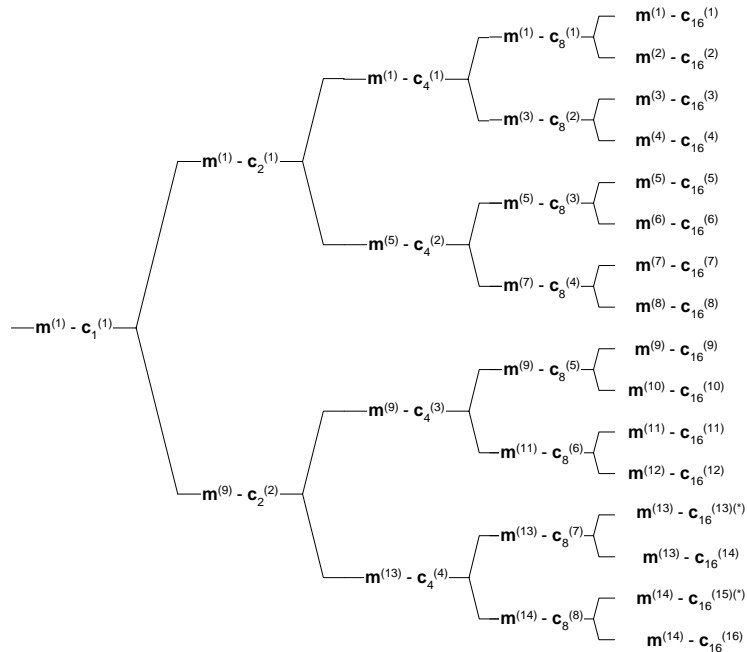 m⁽¹⁾ - c₁₆⁽¹⁾
m⁽¹⁾ - c₈⁽¹⁾
m⁽²⁾ - c₁₆⁽²⁾
m⁽¹⁾ - c₄⁽¹⁾
m⁽³⁾ - c₁₆⁽³⁾
m⁽³⁾ - c₈⁽²⁾
m⁽⁴⁾ - c₁₆⁽⁴⁾
m⁽¹⁾ - c₂⁽¹⁾
m⁽⁵⁾ - c₁₆⁽⁵⁾
m⁽⁵⁾ - c₈⁽³⁾
m⁽⁶⁾ - c₁₆⁽⁶⁾
m⁽⁵⁾ - c₄⁽²⁾
m⁽⁷⁾ - c₁₆⁽⁷⁾
m⁽⁷⁾ - c₈⁽⁴⁾
m⁽⁸⁾ - c₁₆⁽⁸⁾
m⁽¹⁾ - c₁⁽¹⁾
m⁽⁹⁾ - c₁₆⁽⁹⁾
m⁽⁹⁾ - c₈⁽⁵⁾
m⁽¹⁰⁾ - c₁₆⁽¹⁰⁾
m⁽⁹⁾ - c₄⁽³⁾
m⁽¹¹⁾ - c₁₆⁽¹¹⁾
m⁽¹¹⁾ - c₈⁽⁶⁾
m⁽¹²⁾ - c₁₆⁽¹²⁾
m⁽⁹⁾ - c₂⁽²⁾
m⁽¹³⁾ - c₁₆⁽¹³⁾⁽*⁾
m⁽¹³⁾ - c₈⁽⁷⁾
m⁽¹³⁾ - c₁₆⁽¹⁴⁾
m⁽¹³⁾ - c₄⁽⁴⁾
m⁽¹⁴⁾ - c₁₆⁽¹⁵⁾⁽*⁾
m⁽¹⁴⁾ - c₈⁽⁸⁾
m⁽¹⁴⁾ - c₁₆⁽¹⁶⁾